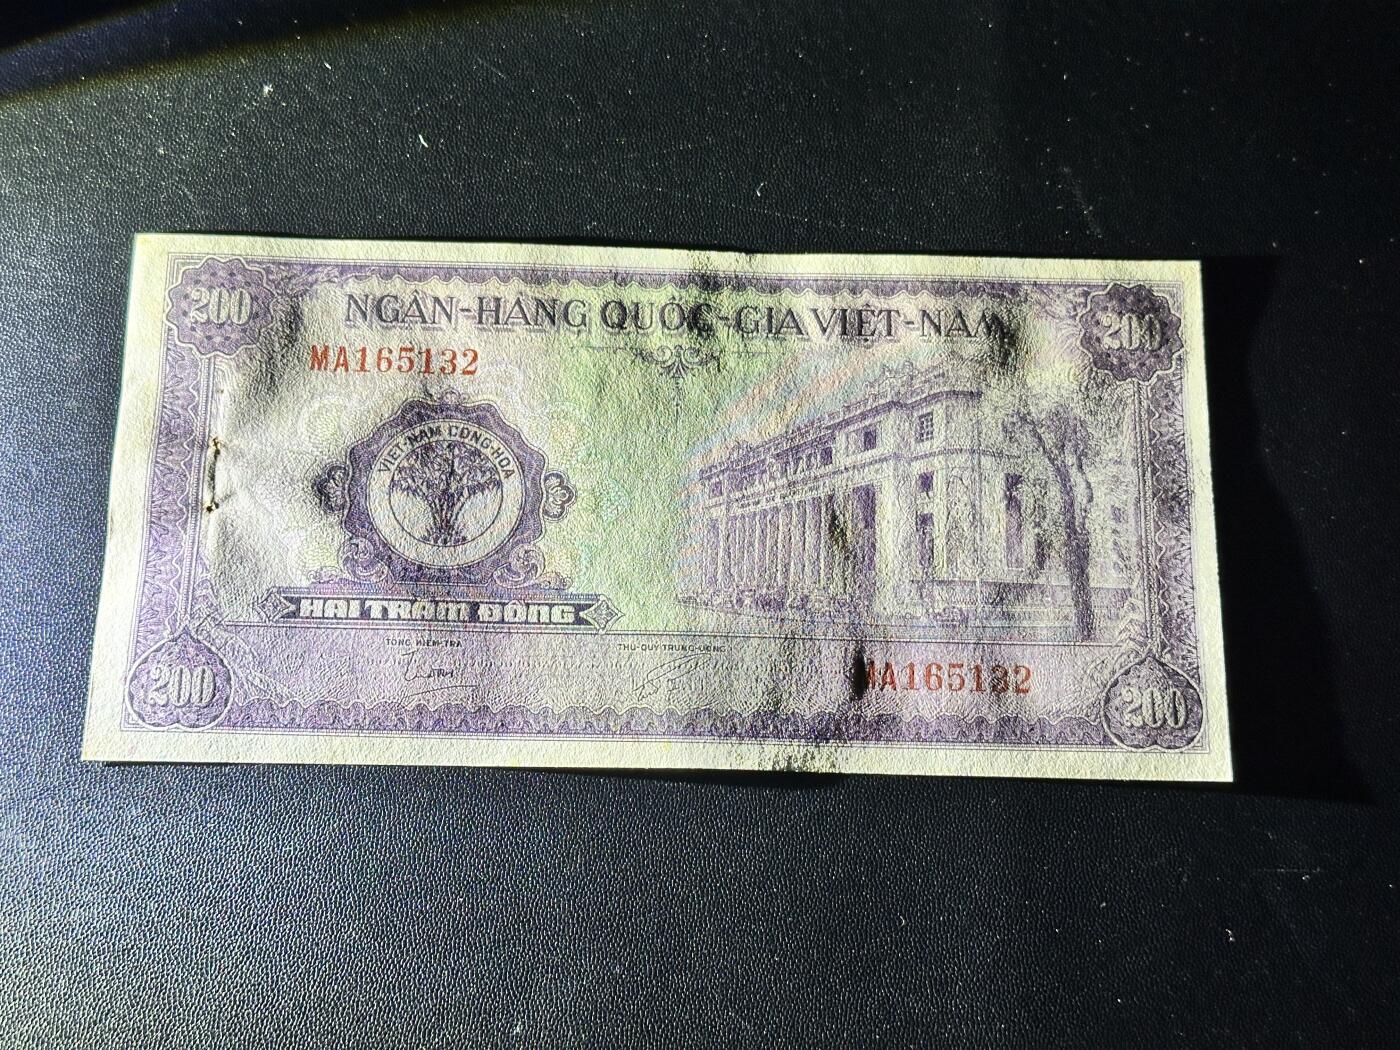 200
200
NGÂN-HÀNG QUỐC-GIA VIỆT-NAM
MA165132
VIỆT-NAM CỘNG-HÒA
HAI TRĂM ĐỒNG
TỔNG KIỂM-TRA
THỦ-QUỸ TRUNG-ƯƠNG
MA165132
200
200